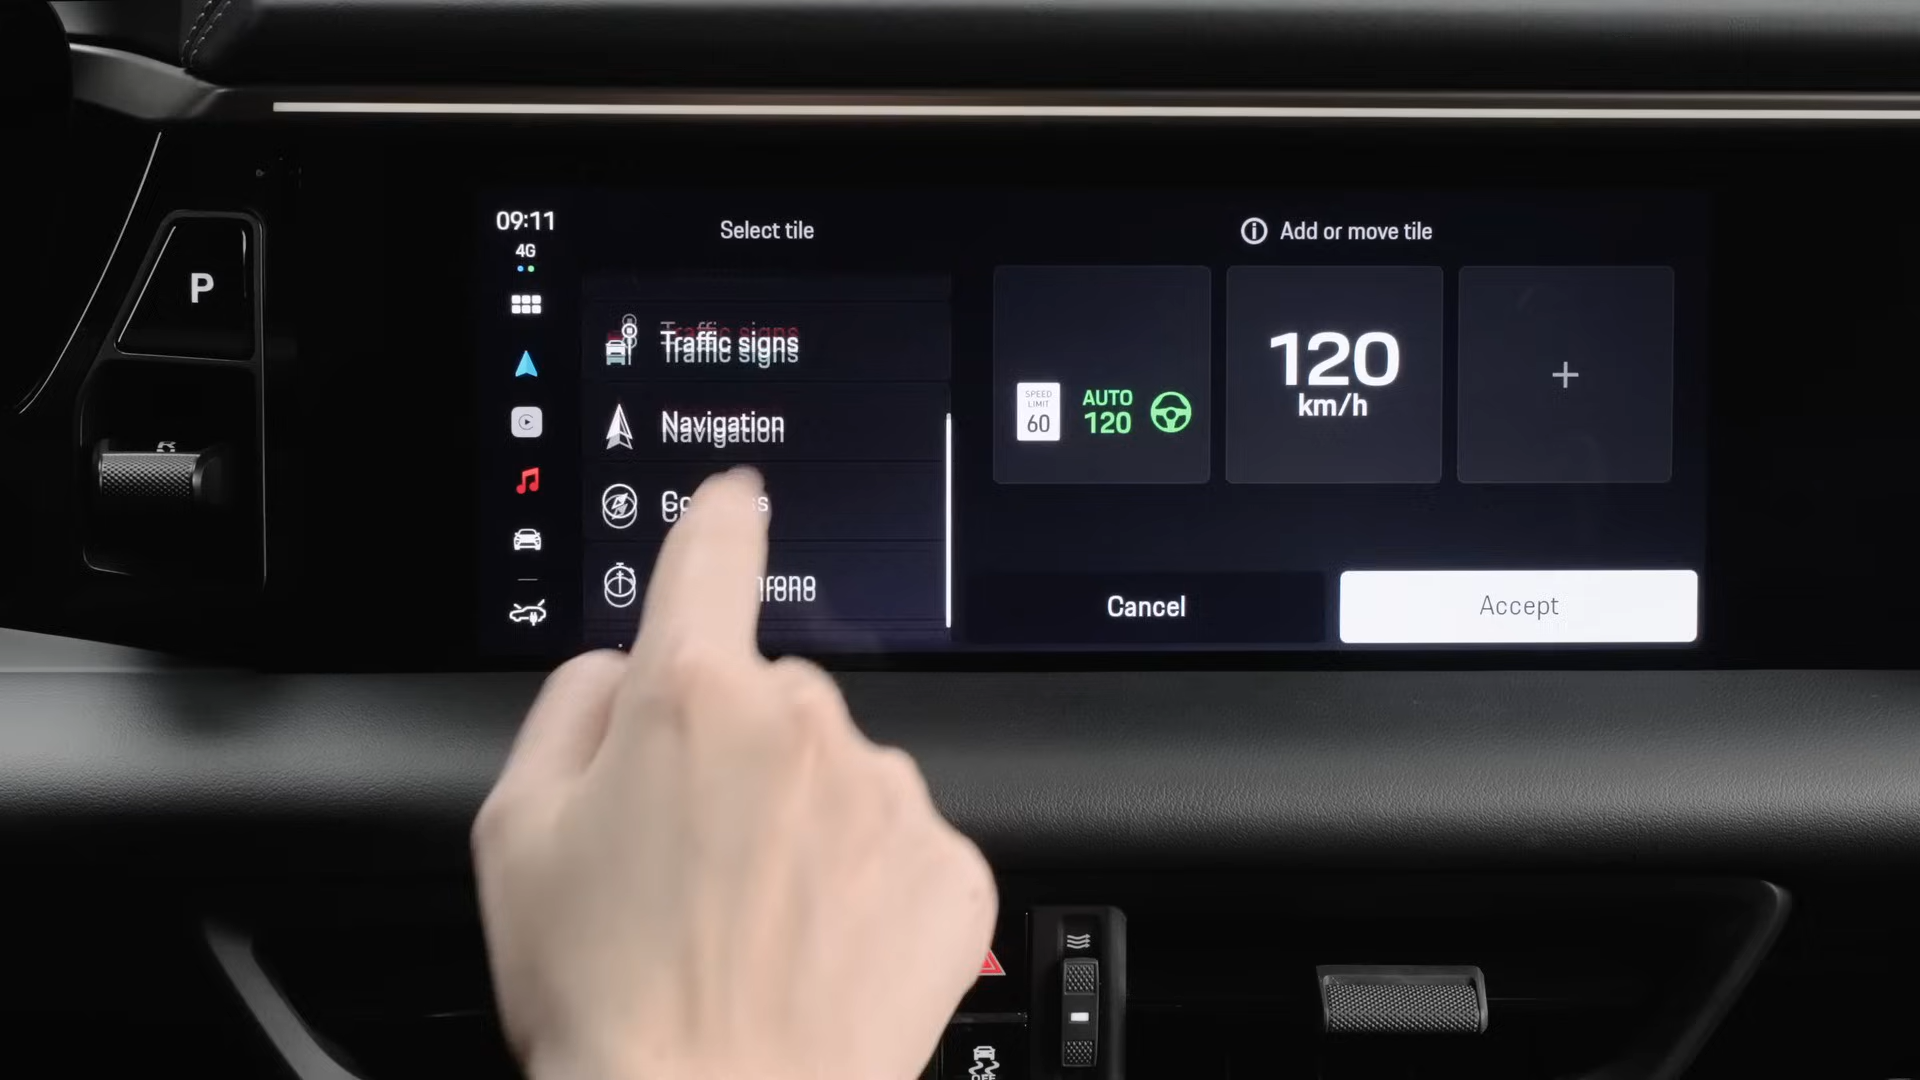 09:11
4G
Select tile
Add or move tile
P
R
Traffic signs
Navigation
SPEED
LIMIT
60
AUTO
120
120
km/h
+
Cancel
Accept
OFF